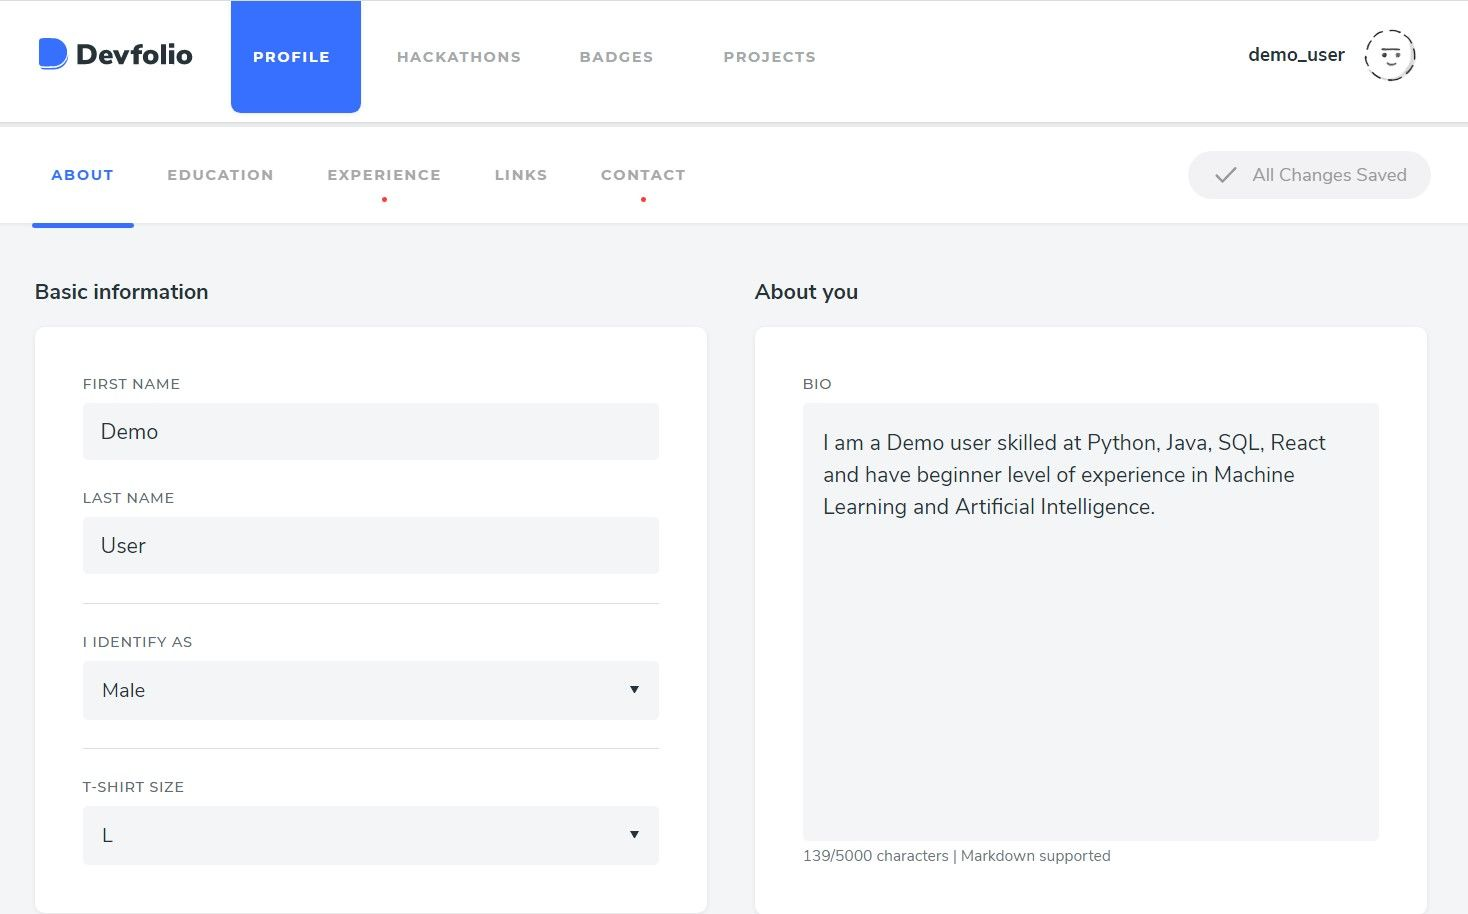 Devfolio
PROFILE
HACKATHONS
BADGES
PROJECTS
demo_user
ABOUT
EDUCATION
EXPERIENCE
LINKS
CONTACT
All Changes Saved
Basic information
FIRST NAME
Demo
LAST NAME
User
I IDENTIFY AS
Male
T-SHIRT SIZE
L
About you
BIO
I am a Demo user skilled at Python, Java, SQL, React
and have beginner level of experience in Machine
Learning and Artificial Intelligence.
139/5000 characters | Markdown supported